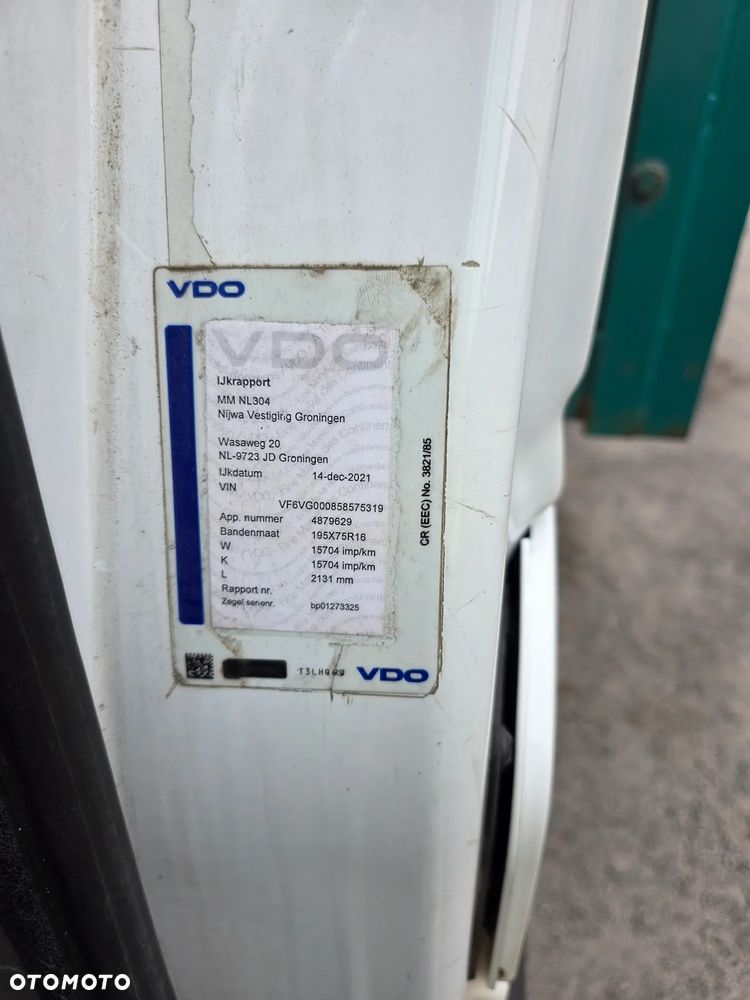 VDO
VDO
IJkrapport
MM NL304
Nijwa Vestiging Groningen
Wasaweg 20
NL-9723 JD Groningen
IJkdatum 14-dec-2021
VIN
VF6VG000858575319
App. nummer 4879629
Bandenmaat 195X75R16
W 15704 imp/km
K 15704 imp/km
L 2131 mm
Rapport nr.
Zegel serienr. bp01273325
CR (EEC) No. 3821/85
VDO
OTOMOTO